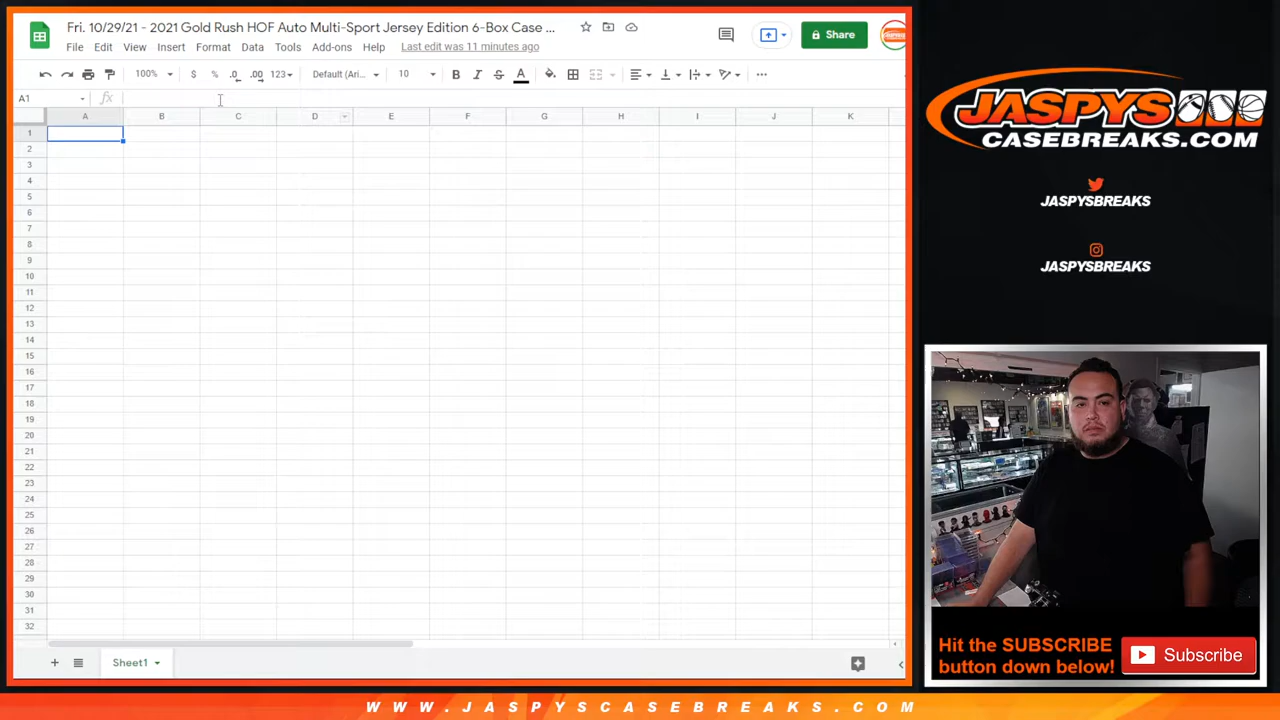 Fri. 10/29/21 - 2021 Gold Rush HOF Auto Multi-Sport Jersey Edition 6-Box Case ...
File Edit View Insert Format Data Tools Add-ons Help Last edit was 11 minutes ago
Share
100% $ % .0 .00 123 Default (Ari... 10 B I S A
A1 fx
A B C D E F G H I J K
1
2
3
4
5
6
7
8
9
10
11
12
13
14
15
16
17
18
19
20
21
22
23
24
25
26
27
28
29
30
31
32
Sheet1
JASPYS
CASEBREAKS.COM
JASPYSBREAKS
JASPYSBREAKS
Hit the SUBSCRIBE
button down below!
Subscribe
WWW.JASPYSCASEBREAKS.COM